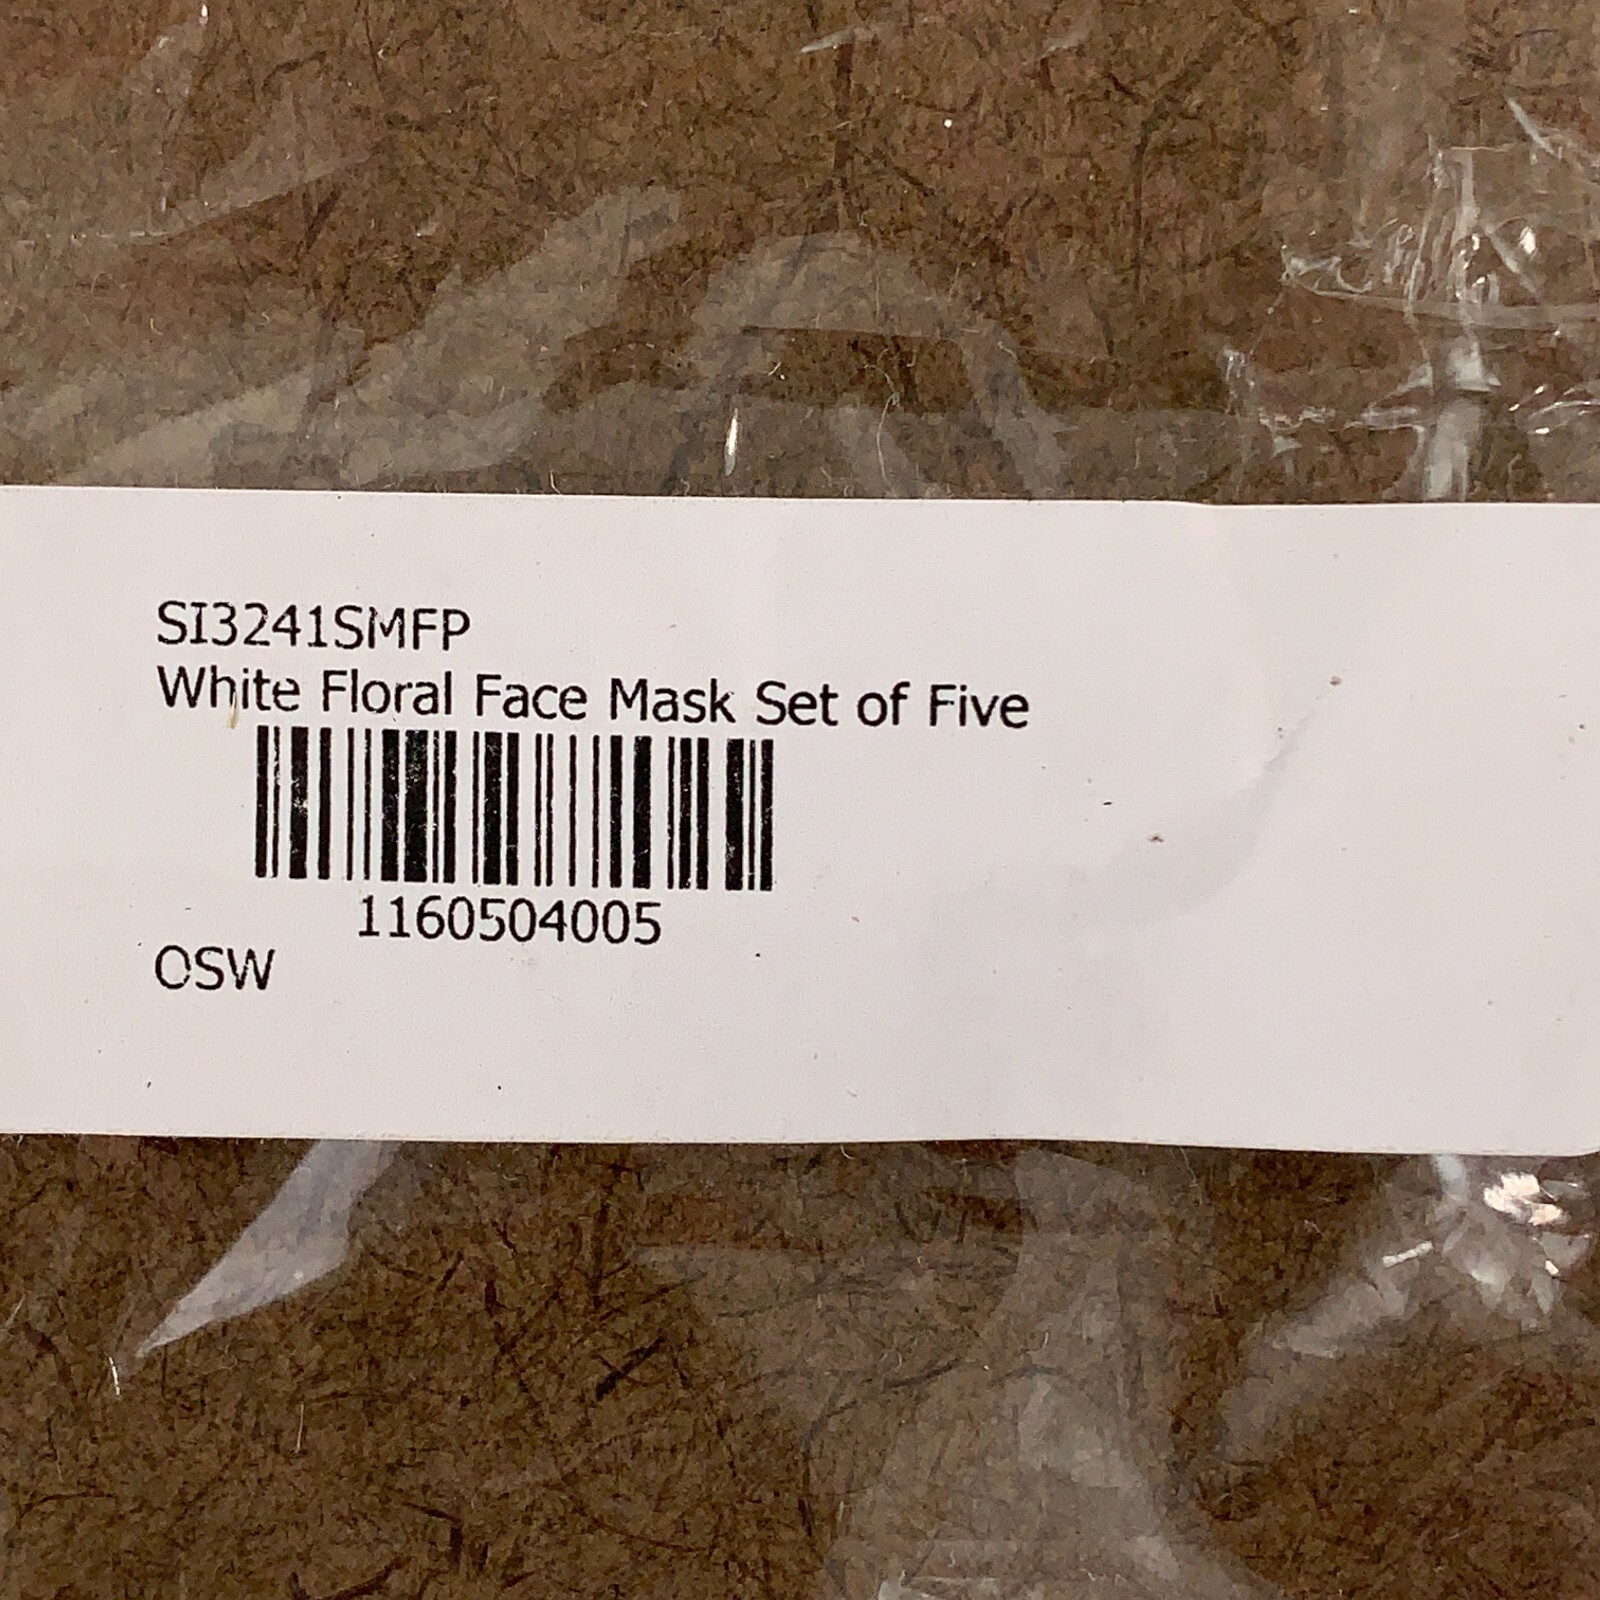 SI3241SMFP
White Floral Face Mask Set of Five
1160504005
OSW